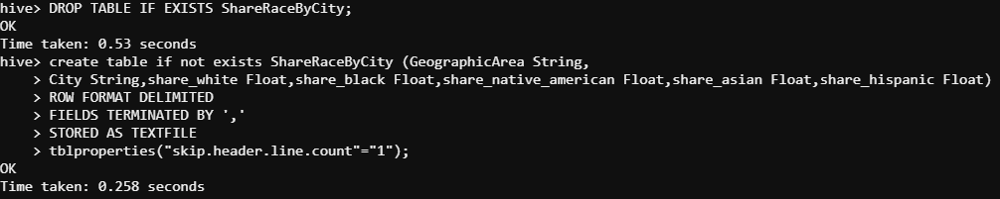 hive> DROP TABLE IF EXISTS ShareRaceByCity;
OK
Time taken: 0.53 seconds
hive> create table if not exists ShareRaceByCity (GeographicArea String,
    > City String,share_white Float,share_black Float,share_native_american Float,share_asian Float,share_hispanic Float)
    > ROW FORMAT DELIMITED
    > FIELDS TERMINATED BY ','
    > STORED AS TEXTFILE
    > tblproperties("skip.header.line.count"="1");
OK
Time taken: 0.258 seconds